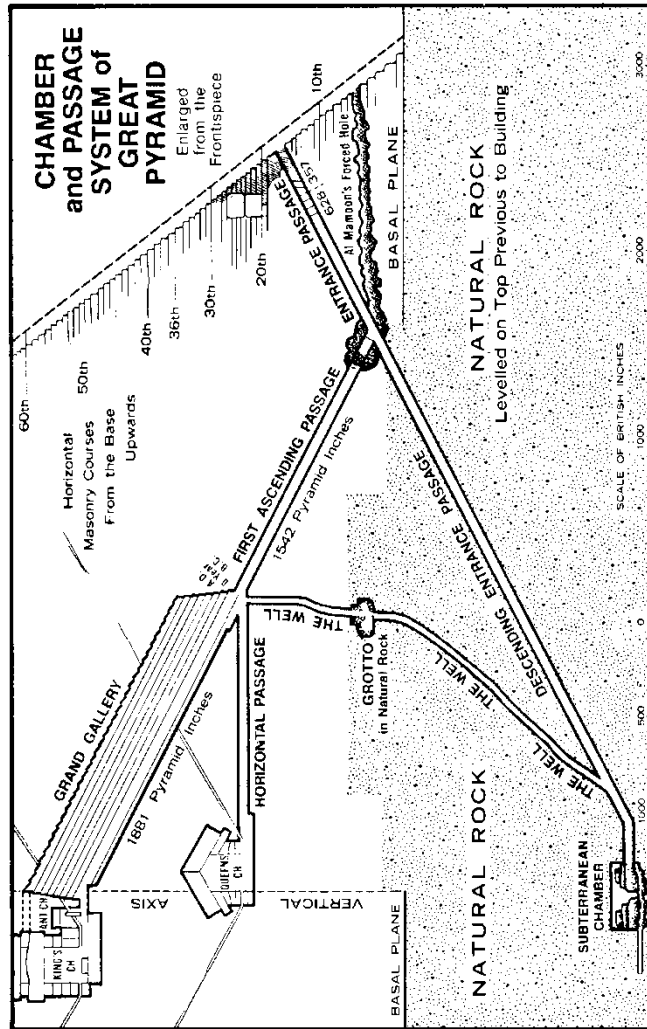 CHAMBER
and PASSAGE
SYSTEM of
GREAT
PYRAMID
Enlarged
from the
Frontispiece
60th
50th
40th
36th
30th
20th
10th
Horizontal
Masonry Courses
From the Base
Upwards
GRAND GALLERY
1881 Pyramid Inches
A.D.
0 Year
B.C.
FIRST ASCENDING PASSAGE
1542 Pyramid Inches
ENTRANCE PASSAGE
628 · 357
Al Mamoon's Forced Hole
BASAL PLANE
ANT CH
KING'S
CH
VERTICAL
AXIS
QUEEN'S
CH
HORIZONTAL PASSAGE
THE WELL
GROTTO
in Natural Rock
THE WELL
THE WELL
DESCENDING ENTRANCE PASSAGE
BASAL PLANE
NATURAL ROCK
NATURAL ROCK
Levelled on Top Previous to Building
SUBTERRANEAN
CHAMBER
SCALE OF BRITISH INCHES
1000
500
0
1000
2000
3000